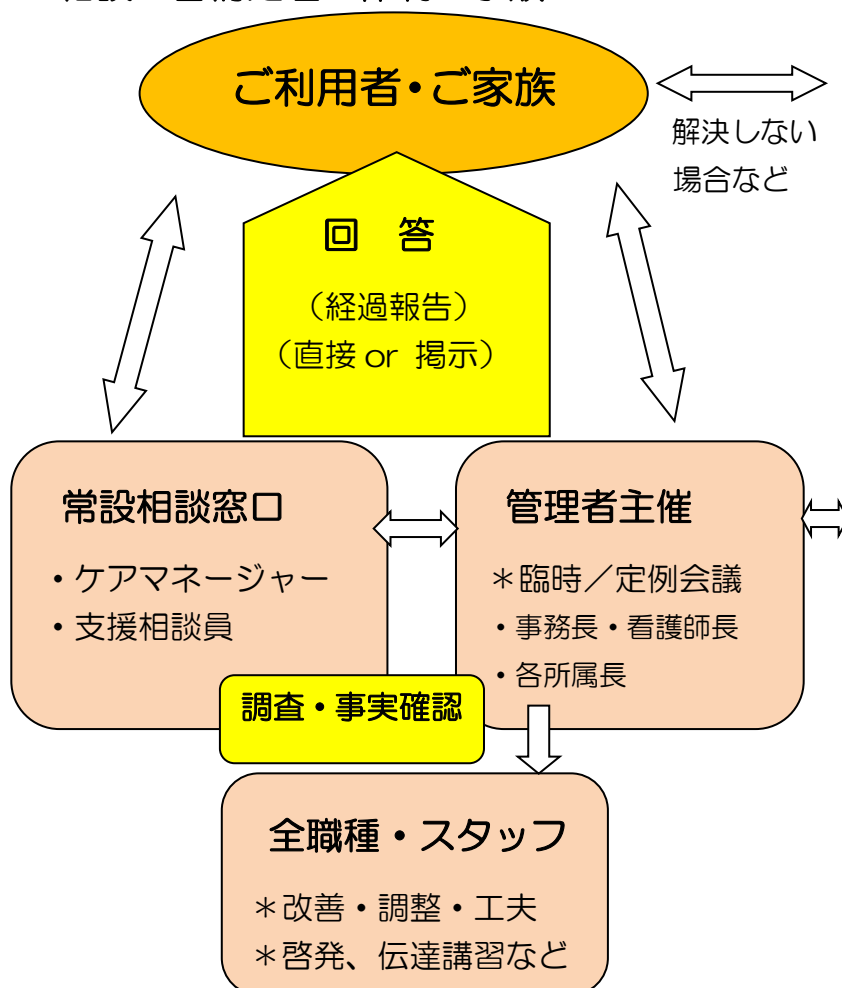 ご利用者・ご家族
解決しない
場合など
回 答
（経過報告）
（直接 or 掲示）
常設相談窓口
・ケアマネージャー
・支援相談員
管理者主催
＊臨時／定例会議
・事務長・看護師長
・各所属長
調査・事実確認
全職種・スタッフ
＊改善・調整・工夫
＊啓発、伝達講習など